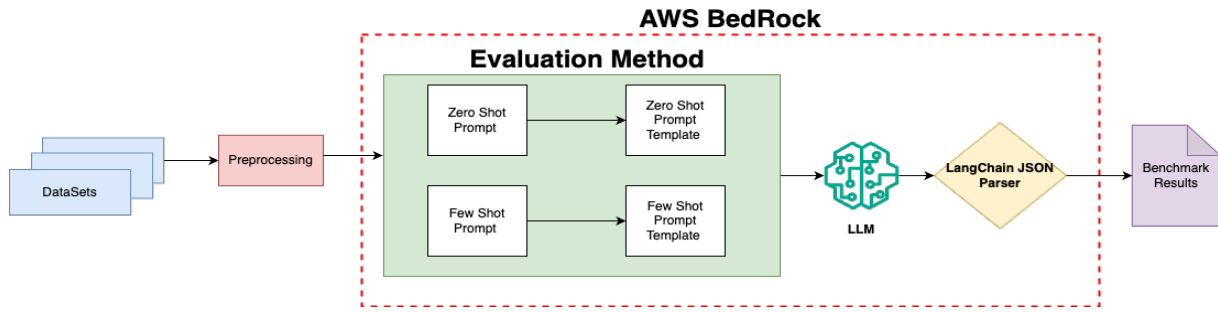 AWS BedRock
Evaluation Method
DataSets
Preprocessing
Zero Shot
Prompt
Zero Shot
Prompt
Template
Few Shot
Prompt
Few Shot
Prompt
Template
LLM
LangChain JSON
Parser
Benchmark
Results